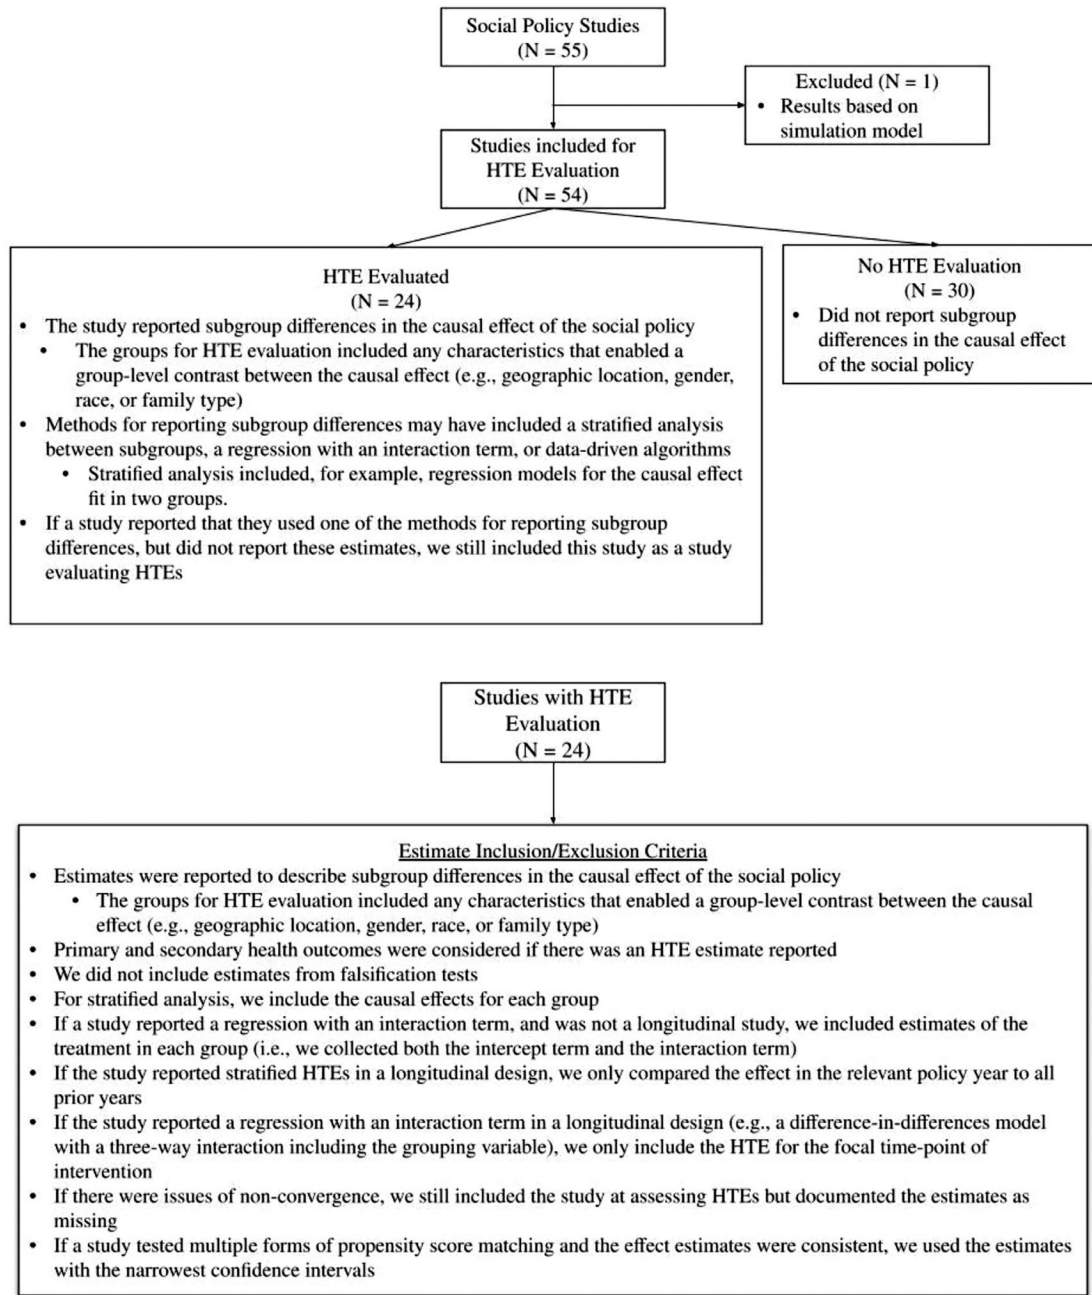 Social Policy Studies
(N = 55)
Excluded (N = 1)
• Results based on
simulation model
Studies included for
HTE Evaluation
(N = 54)
HTE Evaluated
(N = 24)
• The study reported subgroup differences in the causal effect of the social policy
• The groups for HTE evaluation included any characteristics that enabled a
group-level contrast between the causal effect (e.g., geographic location, gender,
race, or family type)
• Methods for reporting subgroup differences may have included a stratified analysis
between subgroups, a regression with an interaction term, or data-driven algorithms
• Stratified analysis included, for example, regression models for the causal effect
fit in two groups.
• If a study reported that they used one of the methods for reporting subgroup
differences, but did not report these estimates, we still included this study as a study
evaluating HTEs
No HTE Evaluation
(N = 30)
• Did not report subgroup
differences in the causal effect
of the social policy
Studies with HTE
Evaluation
(N = 24)
Estimate Inclusion/Exclusion Criteria
• Estimates were reported to describe subgroup differences in the causal effect of the social policy
• The groups for HTE evaluation included any characteristics that enabled a group-level contrast between the causal
effect (e.g., geographic location, gender, race, or family type)
• Primary and secondary health outcomes were considered if there was an HTE estimate reported
• We did not include estimates from falsification tests
• For stratified analysis, we include the causal effects for each group
• If a study reported a regression with an interaction term, and was not a longitudinal study, we included estimates of the
treatment in each group (i.e., we collected both the intercept term and the interaction term)
• If the study reported stratified HTEs in a longitudinal design, we only compared the effect in the relevant policy year to all
prior years
• If the study reported a regression with an interaction term in a longitudinal design (e.g., a difference-in-differences model
with a three-way interaction including the grouping variable), we only include the HTE for the focal time-point of
intervention
• If there were issues of non-convergence, we still included the study at assessing HTEs but documented the estimates as
missing
• If a study tested multiple forms of propensity score matching and the effect estimates were consistent, we used the estimates
with the narrowest confidence intervals